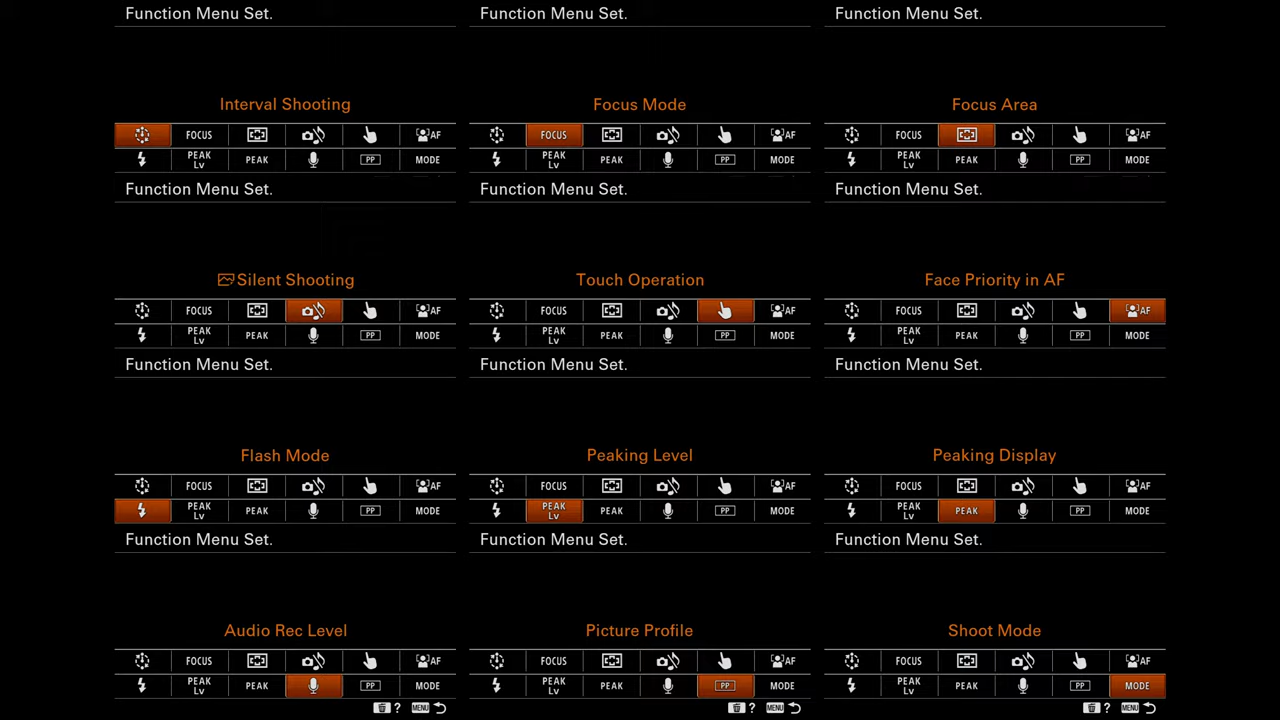 Function Menu Set. Function Menu Set. Function Menu Set.
Interval Shooting Focus Mode Focus Area
FOCUS AF FOCUS AF FOCUS AF
PEAK Lv PEAK PP MODE PEAK Lv PEAK PP MODE PEAK Lv PEAK PP MODE
Function Menu Set. Function Menu Set. Function Menu Set.
Silent Shooting Touch Operation Face Priority in AF
FOCUS AF FOCUS AF FOCUS AF
PEAK Lv PEAK PP MODE PEAK Lv PEAK PP MODE PEAK Lv PEAK PP MODE
Function Menu Set. Function Menu Set. Function Menu Set.
Flash Mode Peaking Level Peaking Display
FOCUS AF FOCUS AF FOCUS AF
PEAK Lv PEAK PP MODE PEAK Lv PEAK PP MODE PEAK Lv PEAK PP MODE
Function Menu Set. Function Menu Set. Function Menu Set.
Audio Rec Level Picture Profile Shoot Mode
FOCUS AF FOCUS AF FOCUS AF
PEAK Lv PEAK PP MODE PEAK Lv PEAK PP MODE PEAK Lv PEAK PP MODE
? MENU ? MENU ? MENU